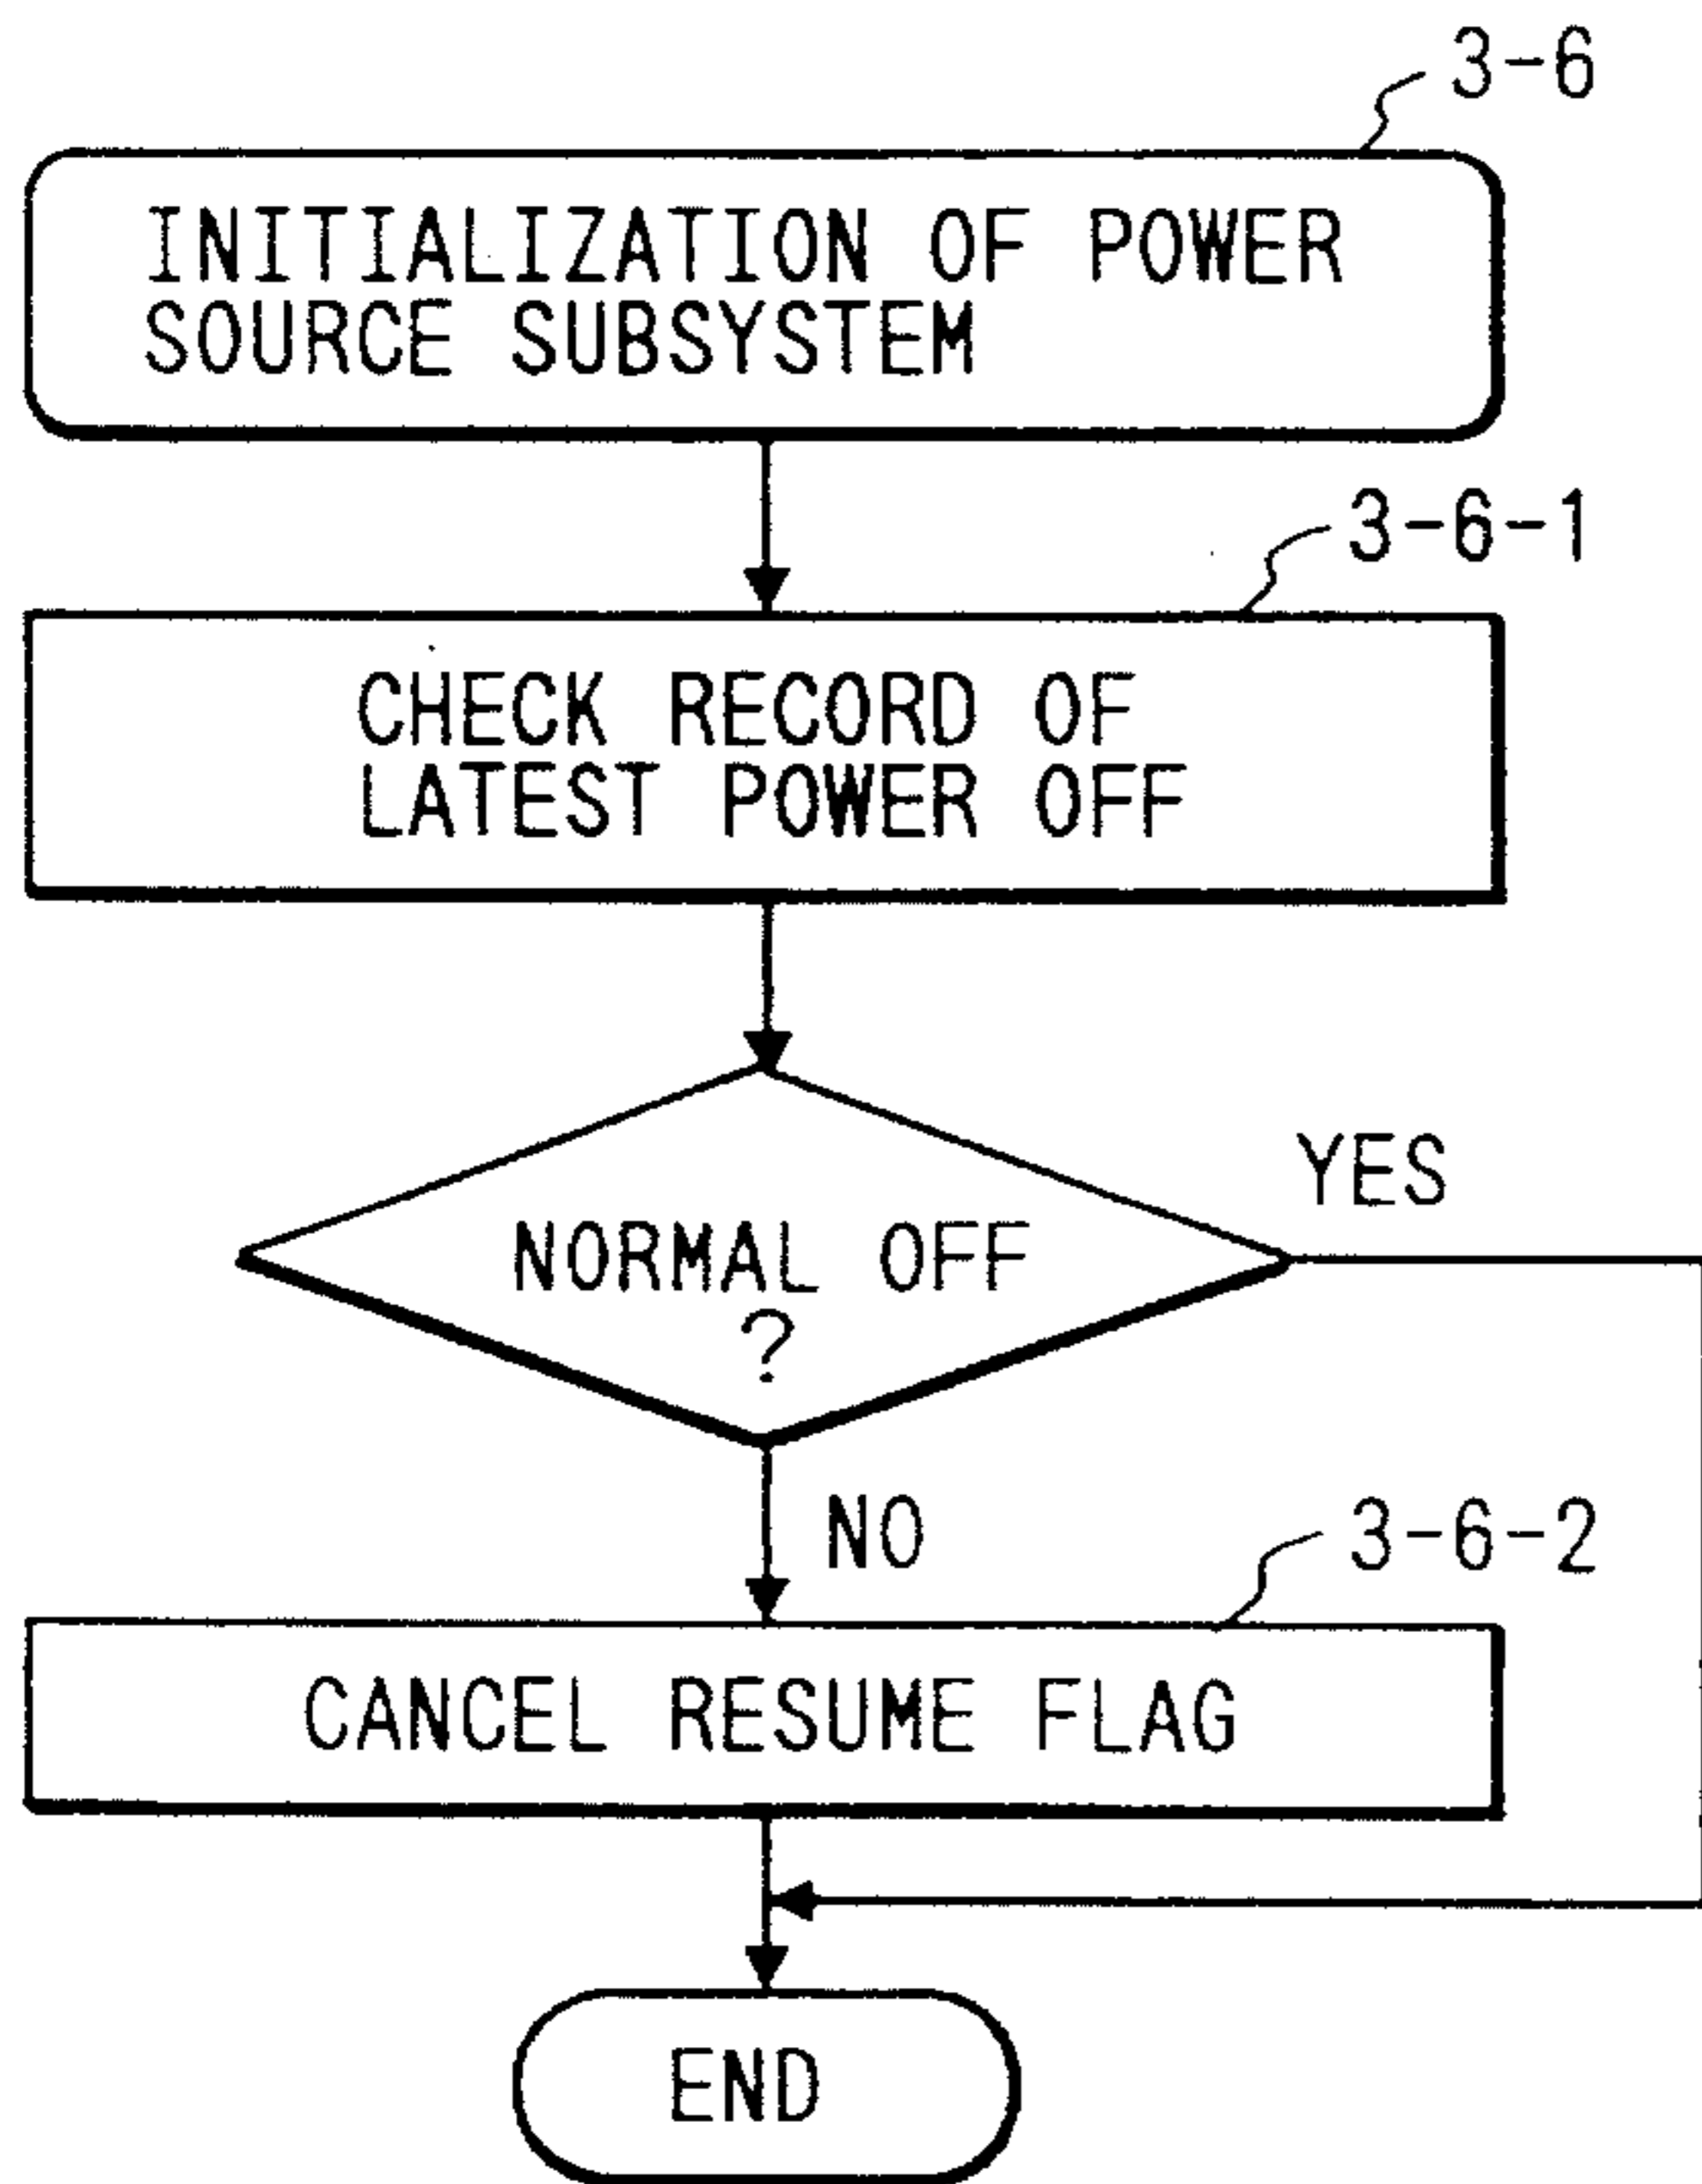 3-6
INITIALIZATION OF POWER
SOURCE SUBSYSTEM
3-6-1
CHECK RECORD OF
LATEST POWER OFF
YES
NORMAL OFF
?
NO
3-6-2
CANCEL RESUME FLAG
END